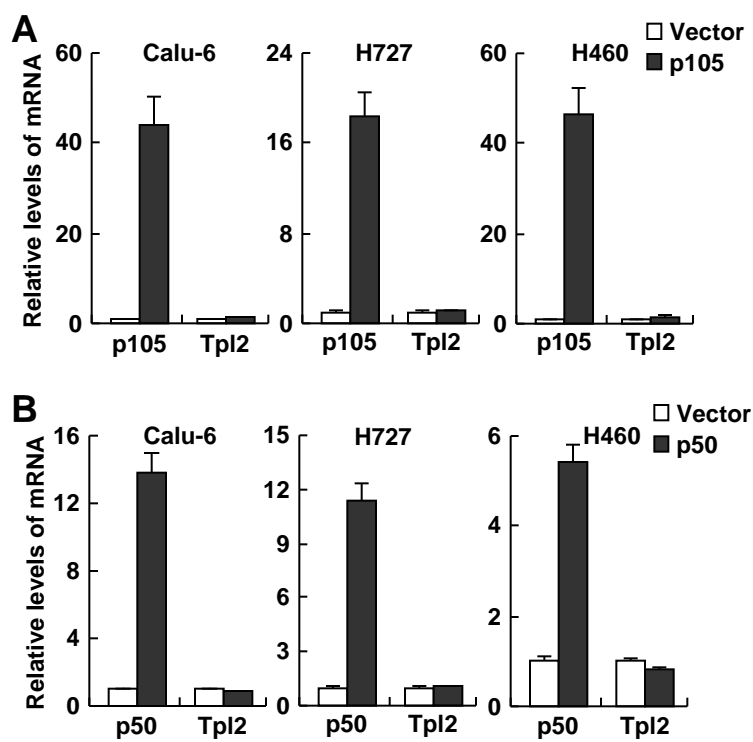 A
Vector
p105
Relative levels of mRNA
Calu-6
60
40
20
0
p105 Tpl2
H727
24
16
8
0
p105 Tpl2
H460
60
40
20
0
p105 Tpl2
B
Vector
p50
Relative levels of mRNA
Calu-6
16
12
8
4
0
p50 Tpl2
H727
15
12
9
6
3
0
p50 Tpl2
H460
6
4
2
0
p50 Tpl2